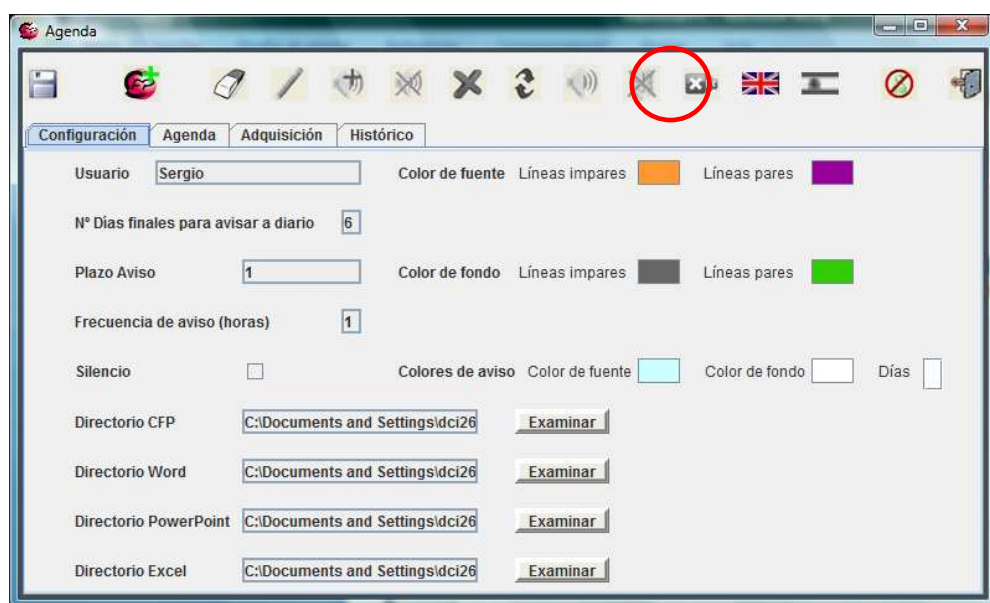 Agenda
Configuración Agenda Adquisición Histórico
Usuario Sergio Color de fuente Líneas impares Líneas pares
Nº Días finales para avisar a diario 6
Plazo Aviso 1 Color de fondo Líneas impares Líneas pares
Frecuencia de aviso (horas) 1
Silencio Colores de aviso Color de fuente Color de fondo Días
Directorio CFP C:\Documents and Settings\dci26 Examinar
Directorio Word C:\Documents and Settings\dci26 Examinar
Directorio PowerPoint C:\Documents and Settings\dci26 Examinar
Directorio Excel C:\Documents and Settings\dci26 Examinar